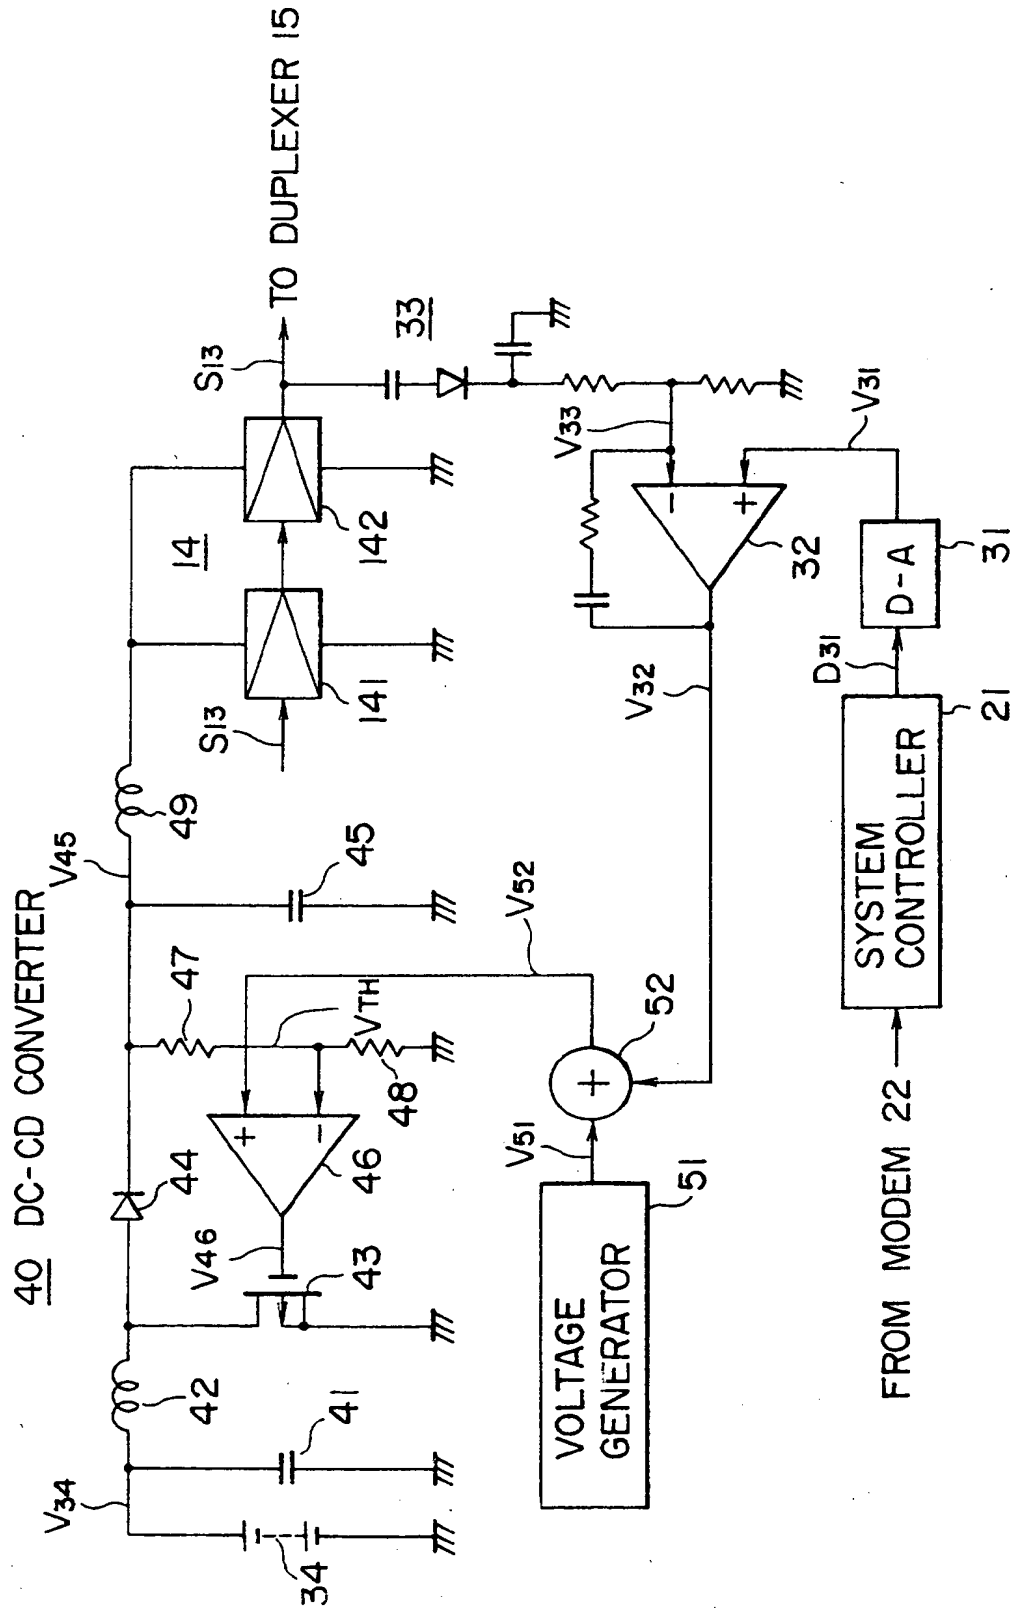 40 DC-CD CONVERTER
V34
34
41
42
43
V46
44
46
+
−
47
VTH
48
V45
45
49
V52
S13
141
14
142
S13
TO DUPLEXER 15
33
V33
−
+
32
V32
V31
VOLTAGE
GENERATOR
51
V51
+
52
FROM MODEM 22
SYSTEM
CONTROLLER
21
D31
D-A
31